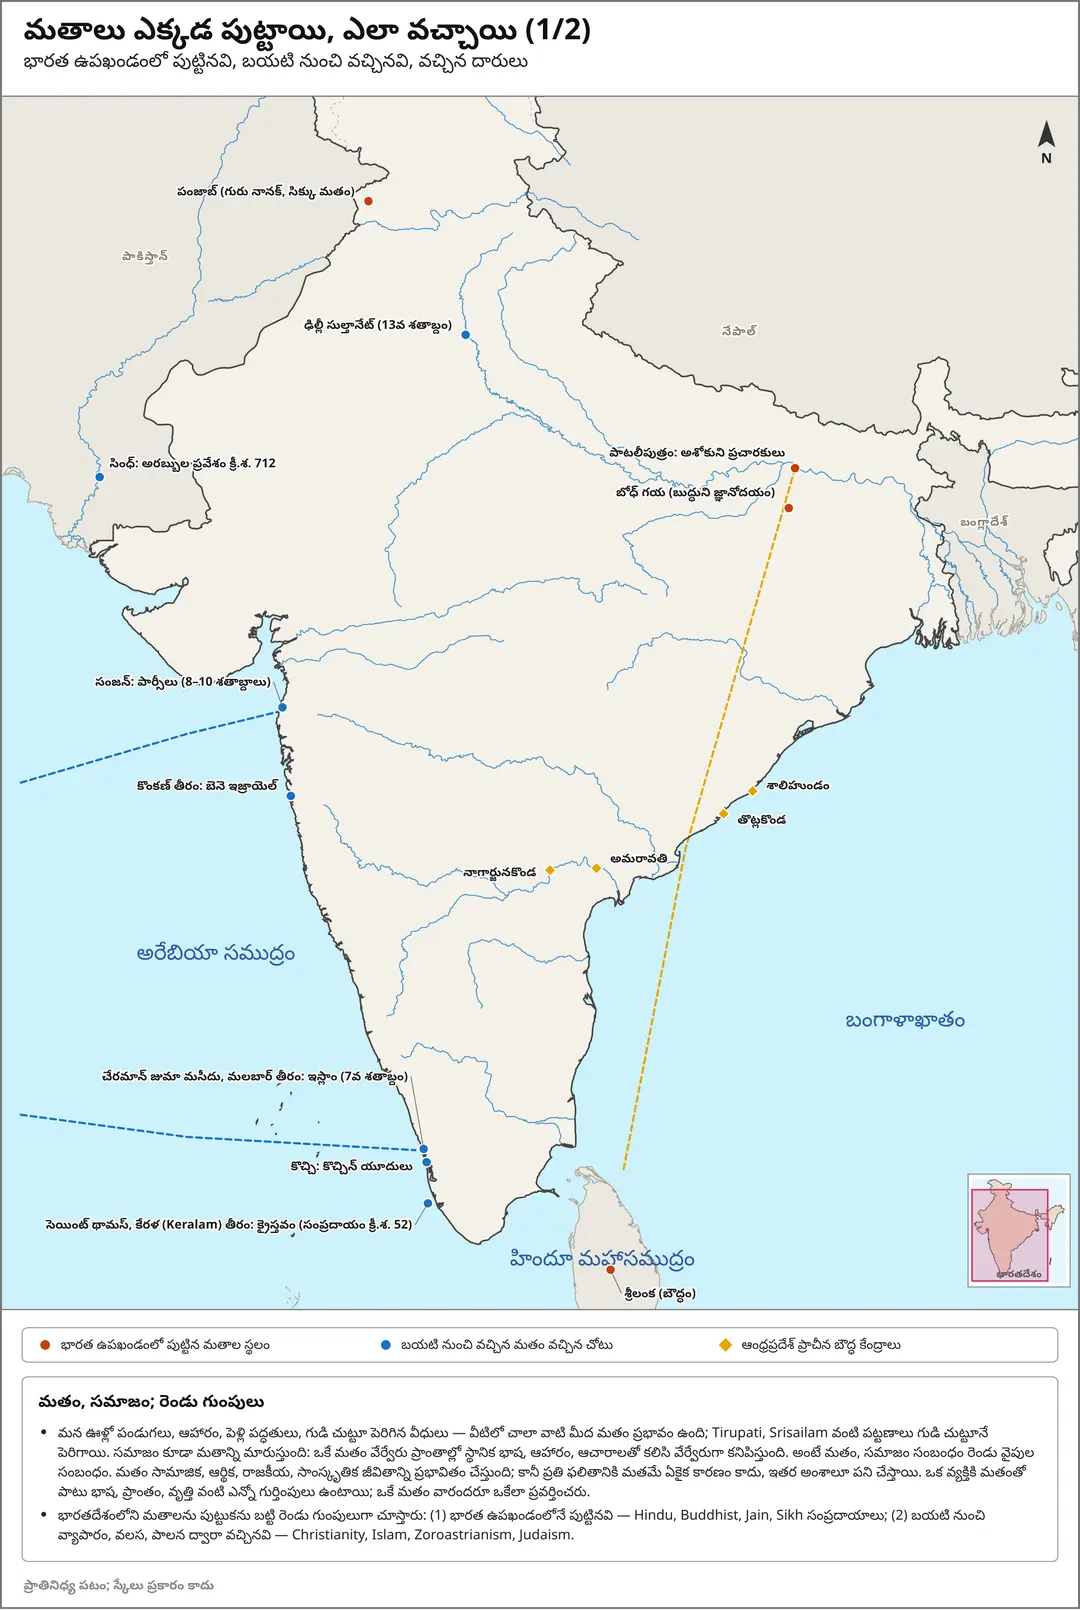 మతాలు ఎక్కడ పుట్టాయి, ఎలా వచ్చాయి (1/2)
భారత ఉపఖండంలో పుట్టినవి, బయటి నుంచి వచ్చినవి, వచ్చిన దారులు
N
పంజాబ్ (గురు నానక్, సిక్కు మతం)
పాకిస్తాన్
ఢిల్లీ సుల్తానేట్ (13వ శతాబ్దం)
నేపాల్
పాటలీపుత్రం: అశోకుని ప్రచారకులు
సింధ్: అరబ్బుల ప్రవేశం క్రీ.శ. 712
బోధ్ గయ (బుద్ధుని జ్ఞానోదయం)
బంగ్లాదేశ్
సంజన్: పార్సీలు (8–10 శతాబ్దాలు)
కొంకణ్ తీరం: బెనె ఇజ్రాయెల్
శాలిహుండం
తొట్లకొండ
అమరావతి
నాగార్జునకొండ
అరేబియా సముద్రం
బంగాళాఖాతం
చేరమాన్ జుమా మసీదు, మలబార్ తీరం: ఇస్లాం (7వ శతాబ్దం)
కొచ్చి: కొచ్చిన్ యూదులు
సెయింట్ థామస్, కేరళ (Keralam) తీరం: క్రైస్తవం (సంప్రదాయం క్రీ.శ. 52)
హిందూ మహాసముద్రం
భారతదేశం
శ్రీలంక (బౌద్ధం)
భారత ఉపఖండంలో పుట్టిన మతాల స్థలం
బయటి నుంచి వచ్చిన మతం వచ్చిన చోటు
ఆంధ్రప్రదేశ్ ప్రాచీన బౌద్ధ కేంద్రాలు
మతం, సమాజం; రెండు గుంపులు
• మన ఊళ్లో పండుగలు, ఆహారం, పెళ్లి పద్ధతులు, గుడి చుట్టూ పెరిగిన వీధులు — వీటిలో చాలా వాటి మీద మతం ప్రభావం ఉంది; Tirupati, Srisailam వంటి పట్టణాలు గుడి చుట్టూనే
పెరిగాయి. సమాజం కూడా మతాన్ని మారుస్తుంది: ఒకే మతం వేర్వేరు ప్రాంతాల్లో స్థానిక భాష, ఆహారం, ఆచారాలతో కలిసి వేర్వేరుగా కనిపిస్తుంది. అంటే మతం, సమాజం సంబంధం రెండు వైపుల
సంబంధం. మతం సామాజిక, ఆర్థిక, రాజకీయ, సాంస్కృతిక జీవితాన్ని ప్రభావితం చేస్తుంది; కానీ ప్రతి ఫలితానికి మతమే ఏకైక కారణం కాదు, ఇతర అంశాలూ పని చేస్తాయి. ఒక వ్యక్తికి మతంతో
పాటు భాష, ప్రాంతం, వృత్తి వంటి ఎన్నో గుర్తింపులు ఉంటాయి; ఒకే మతం వారందరూ ఒకేలా ప్రవర్తించరు.
• భారతదేశంలోని మతాలను పుట్టుకను బట్టి రెండు గుంపులుగా చూస్తారు: (1) భారత ఉపఖండంలోనే పుట్టినవి — Hindu, Buddhist, Jain, Sikh సంప్రదాయాలు; (2) బయటి నుంచి
వ్యాపారం, వలస, పాలన ద్వారా వచ్చినవి — Christianity, Islam, Zoroastrianism, Judaism.
ప్రాతినిధ్య పటం; స్కేలు ప్రకారం కాదు